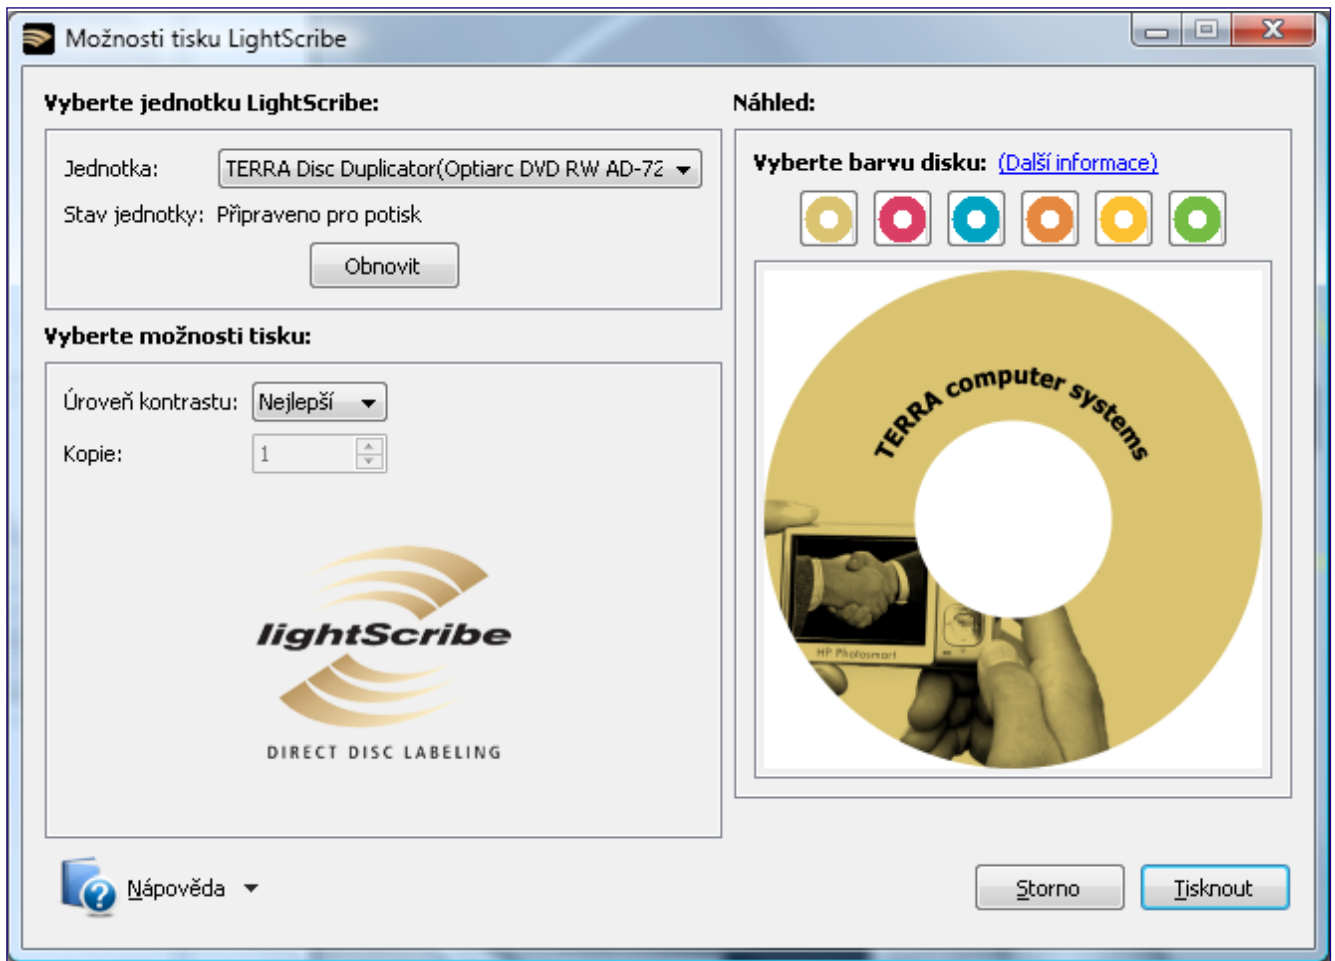 Možnosti tisku LightScribe
Vyberte jednotku LightScribe:
Jednotka: TERRA Disc Duplicator(Optiarc DVD RW AD-72
Stav jednotky: Připraveno pro potisk
Obnovit
Vyberte možnosti tisku:
Úroveň kontrastu: Nejlepší
Kopie: 1
lightScribe
DIRECT DISC LABELING
Náhled:
Vyberte barvu disku: (Další informace)
TERRA computer systems
HP Photosmart
Nápověda
Storno
Tisknout